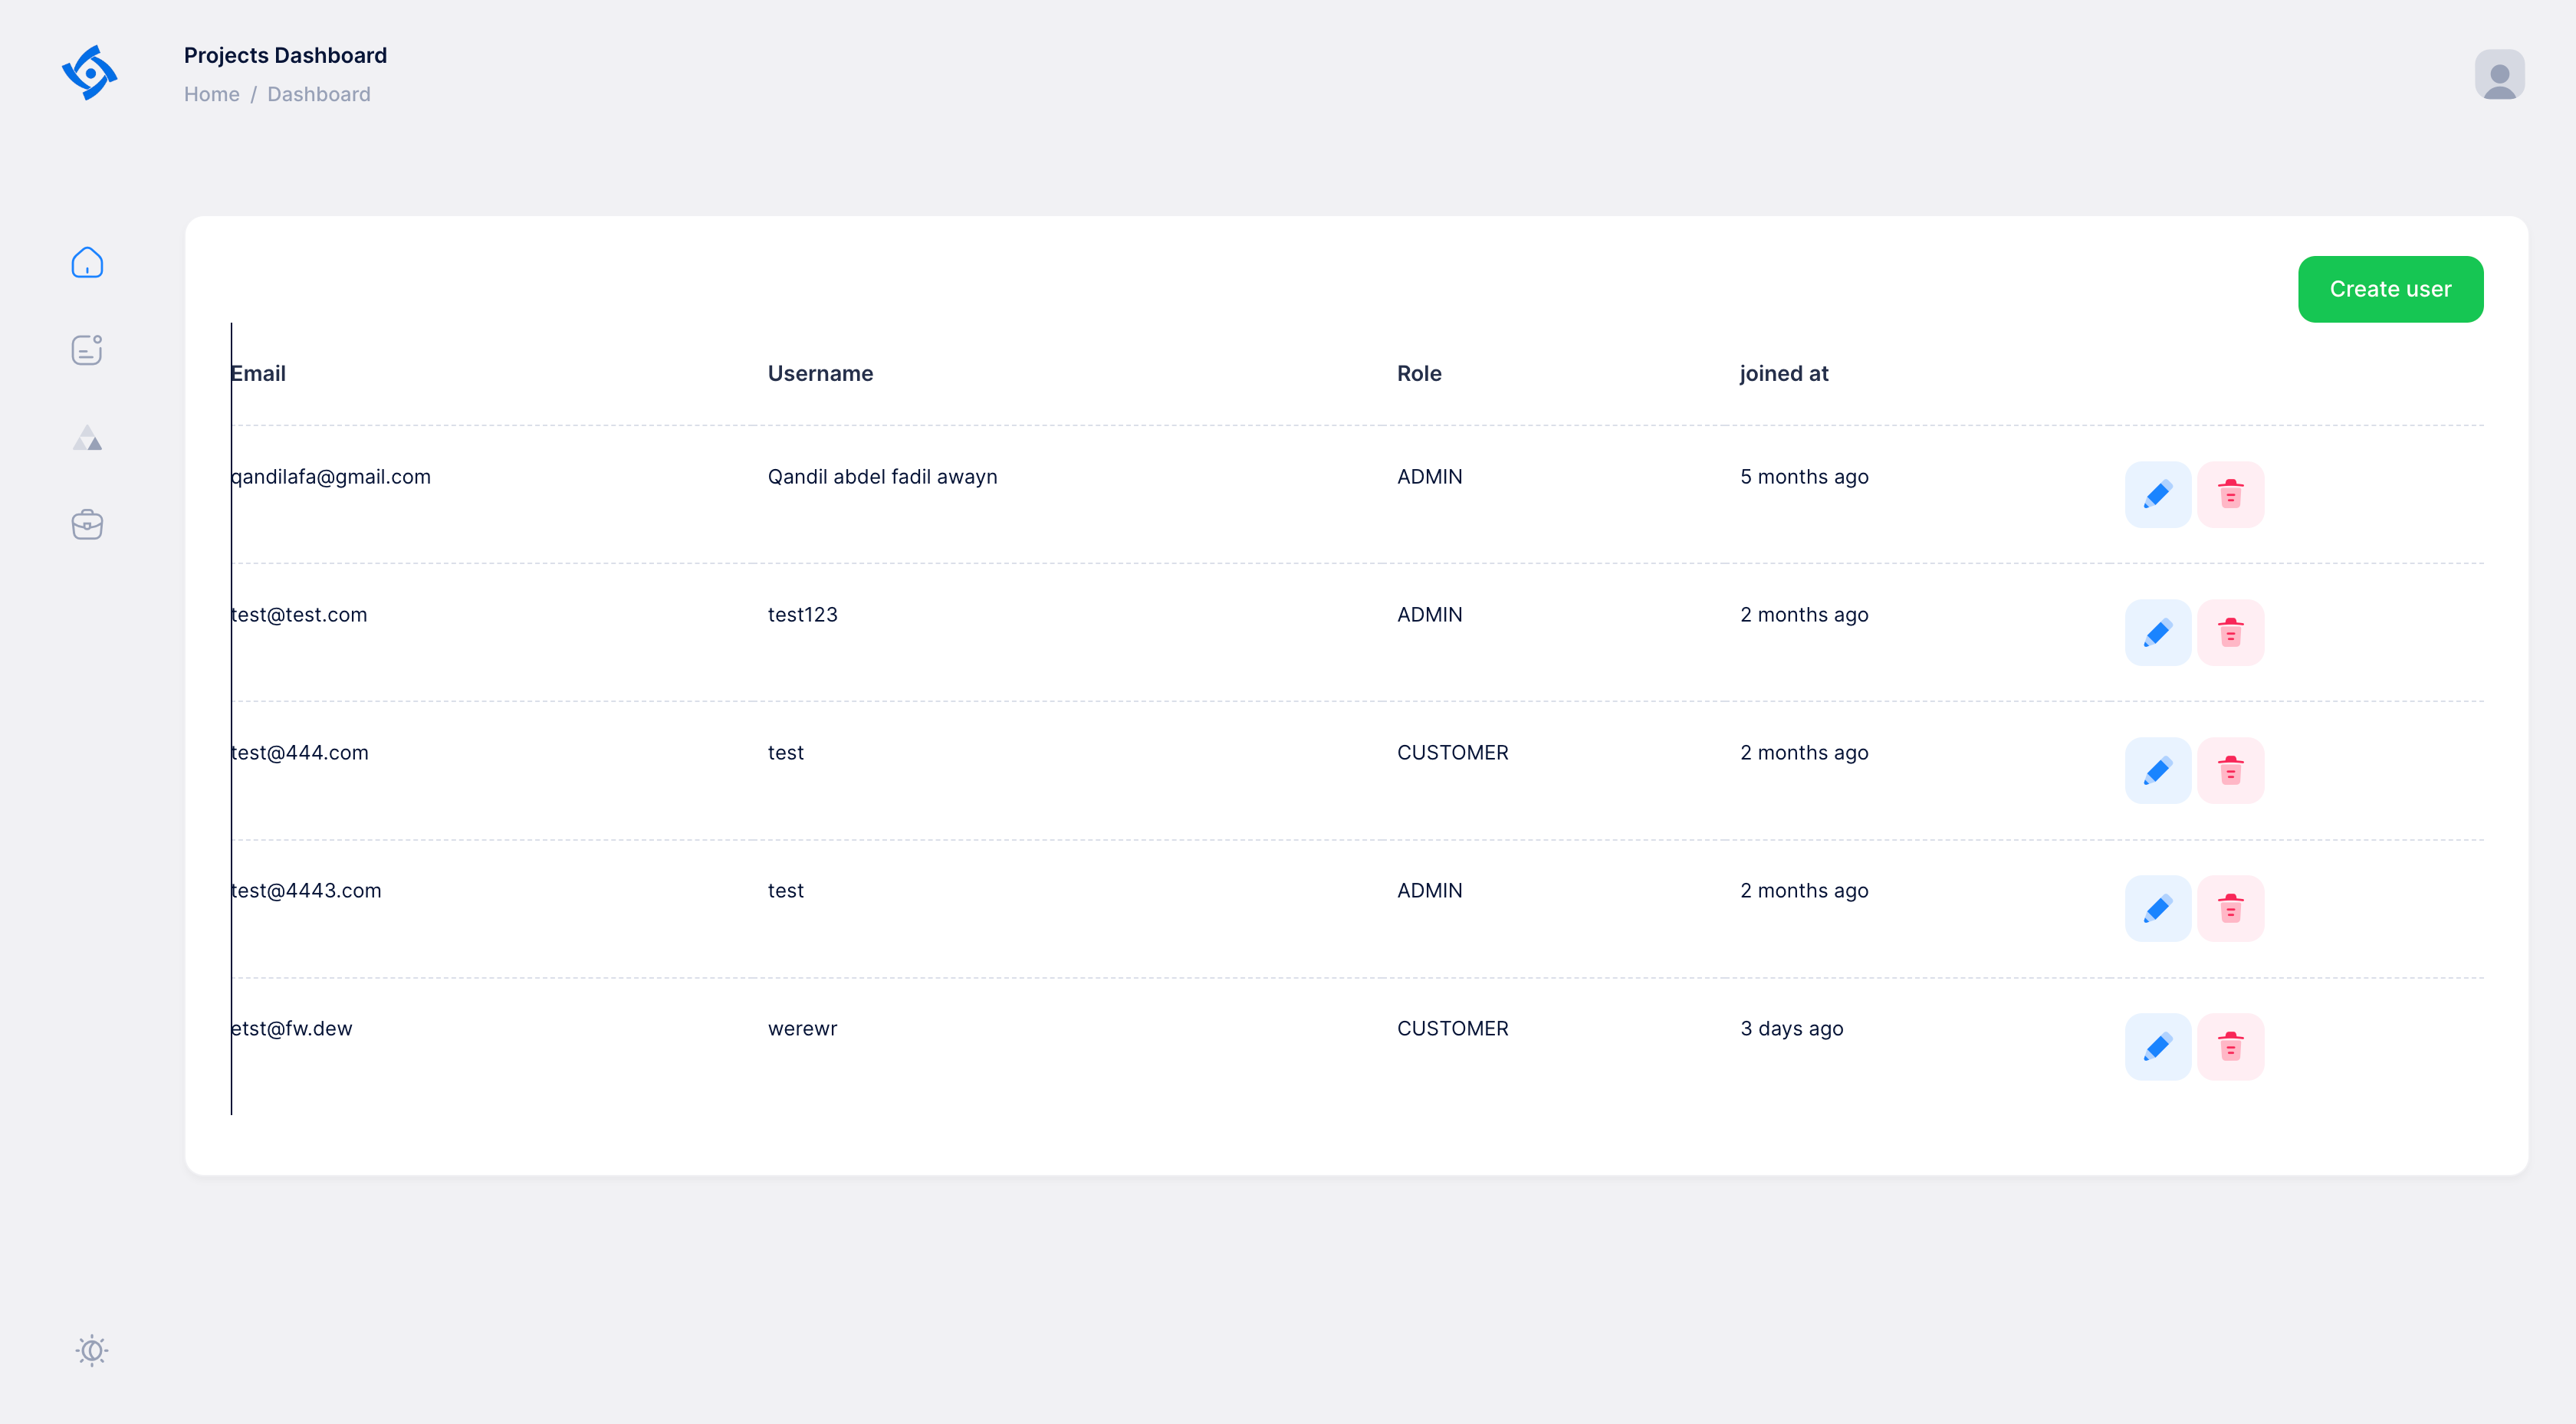 Projects Dashboard
Home / Dashboard
Create user
Email Username Role joined at
qandilafa@gmail.com Qandil abdel fadil awayn ADMIN 5 months ago
test@test.com test123 ADMIN 2 months ago
test@444.com test CUSTOMER 2 months ago
test@4443.com test ADMIN 2 months ago
etst@fw.dew werewr CUSTOMER 3 days ago